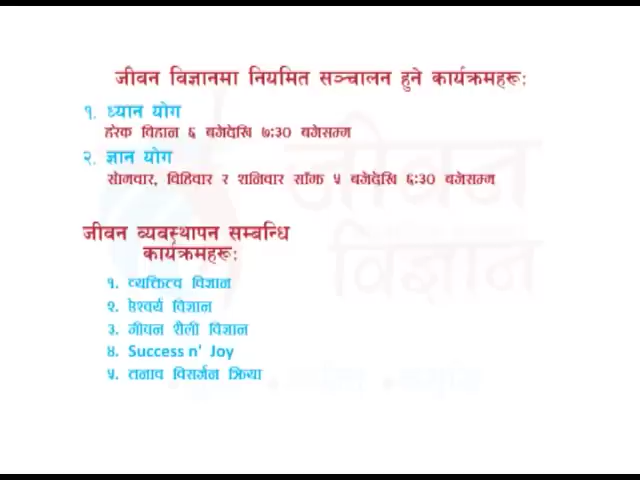 जीवन विज्ञानमा नियमित सञ्चालन हुने कार्यक्रमहरू:
१. ध्यान योग
हरेक विहान ६ बजेदेखि ७:३० बजेसम्म
२. ज्ञान योग
सोमवार, विहिवार र शनिवार साँझ ५ बजेदेखि ६:३० बजेसम्म
जीवन व्यवस्थापन सम्बन्धि
कार्यक्रमहरू:
१. व्यक्तित्व विज्ञान
२. ऐश्वर्य विज्ञान
३. जीवन शैली विज्ञान
४. Success n' Joy
५. तनाव विसर्जन क्रिया
जीवन
विज्ञान